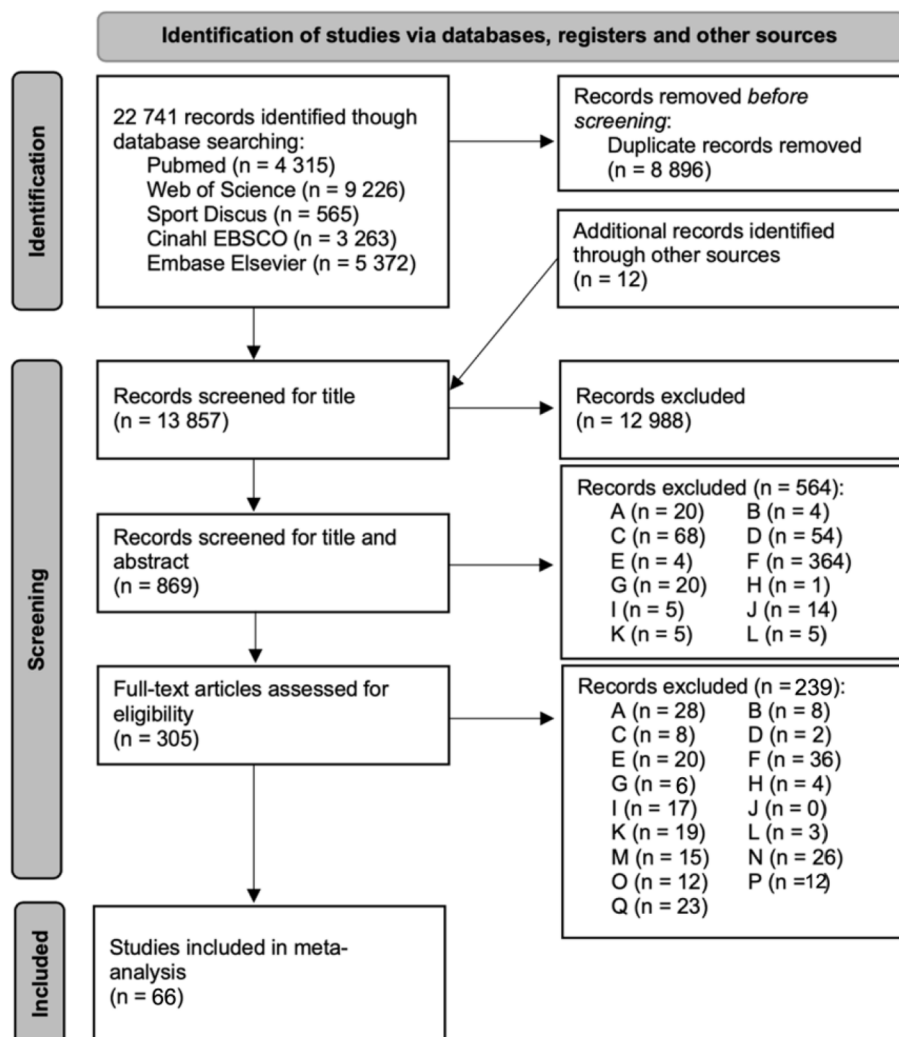 Identification of studies via databases, registers and other sources
Identification
22 741 records identified though
database searching:
Pubmed (n = 4 315)
Web of Science (n = 9 226)
Sport Discus (n = 565)
Cinahl EBSCO (n = 3 263)
Embase Elsevier (n = 5 372)
Records removed before
screening:
Duplicate records removed
(n = 8 896)
Additional records identified
through other sources
(n = 12)
Screening
Records screened for title
(n = 13 857)
Records excluded
(n = 12 988)
Records screened for title and
abstract
(n = 869)
Records excluded (n = 564):
A (n = 20) B (n = 4)
C (n = 68) D (n = 54)
E (n = 4) F (n = 364)
G (n = 20) H (n = 1)
I (n = 5) J (n = 14)
K (n = 5) L (n = 5)
Full-text articles assessed for
eligibility
(n = 305)
Records excluded (n = 239):
A (n = 28) B (n = 8)
C (n = 8) D (n = 2)
E (n = 20) F (n = 36)
G (n = 6) H (n = 4)
I (n = 17) J (n = 0)
K (n = 19) L (n = 3)
M (n = 15) N (n = 26)
O (n = 12) P (n =12)
Q (n = 23)
Included
Studies included in meta-
analysis
(n = 66)